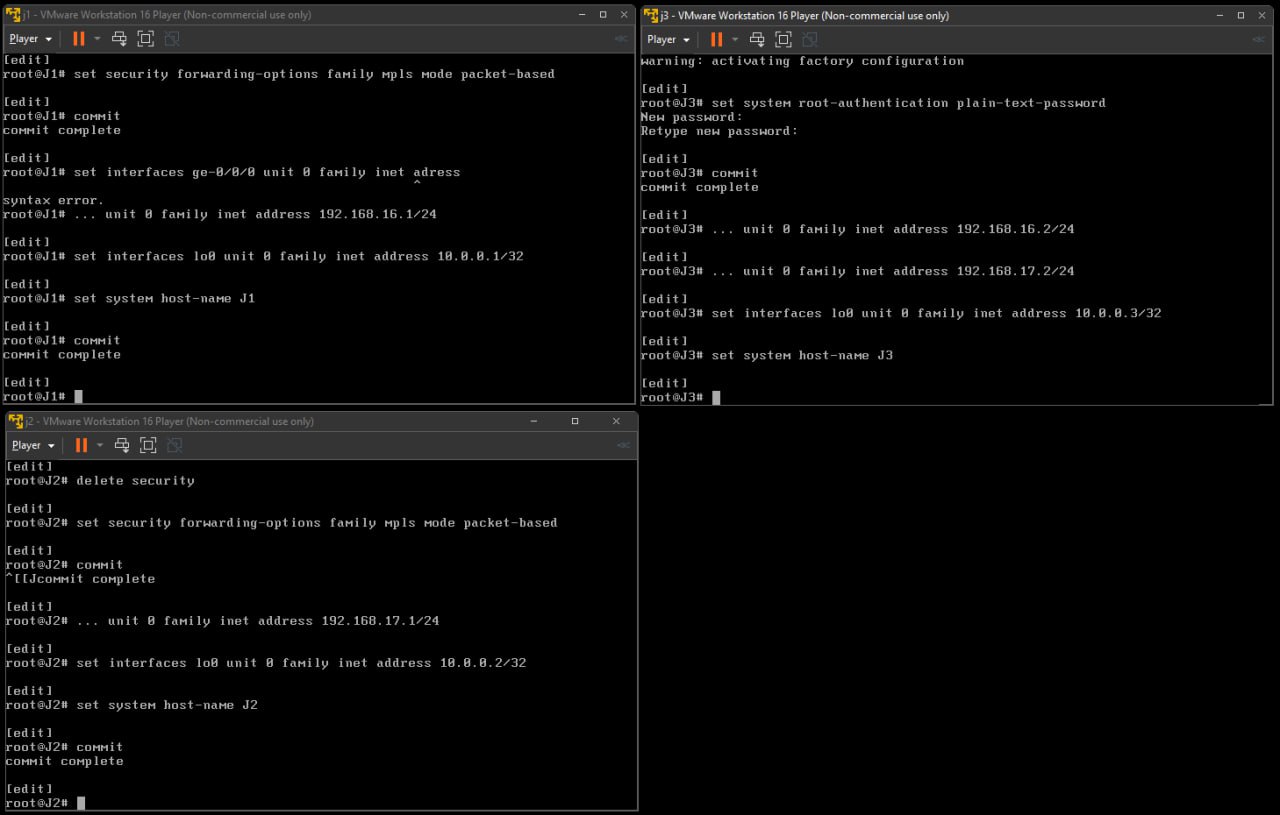 j1 - VMware Workstation 16 Player (Non-commercial use only)
Player
[edit]
root@J1# set security forwarding-options family mpls mode packet-based
[edit]
root@J1# commit
commit complete
[edit]
root@J1# set interfaces ge-0/0/0 unit 0 family inet adress
^
syntax error.
root@J1# ... unit 0 family inet address 192.168.16.1/24
[edit]
root@J1# set interfaces lo0 unit 0 family inet address 10.0.0.1/32
[edit]
root@J1# set system host-name J1
[edit]
root@J1# commit
commit complete
[edit]
root@J1#
j3 - VMware Workstation 16 Player (Non-commercial use only)
Player
warning: activating factory configuration
[edit]
root@J3# set system root-authentication plain-text-password
New password:
Retype new password:
[edit]
root@J3# commit
commit complete
[edit]
root@J3# ... unit 0 family inet address 192.168.16.2/24
[edit]
root@J3# ... unit 0 family inet address 192.168.17.2/24
[edit]
root@J3# set interfaces lo0 unit 0 family inet address 10.0.0.3/32
[edit]
root@J3# set system host-name J3
[edit]
root@J3#
j2 - VMware Workstation 16 Player (Non-commercial use only)
Player
[edit]
root@J2# delete security
[edit]
root@J2# set security forwarding-options family mpls mode packet-based
[edit]
root@J2# commit
^[[Jcommit complete
[edit]
root@J2# ... unit 0 family inet address 192.168.17.1/24
[edit]
root@J2# set interfaces lo0 unit 0 family inet address 10.0.0.2/32
[edit]
root@J2# set system host-name J2
[edit]
root@J2# commit
commit complete
[edit]
root@J2#